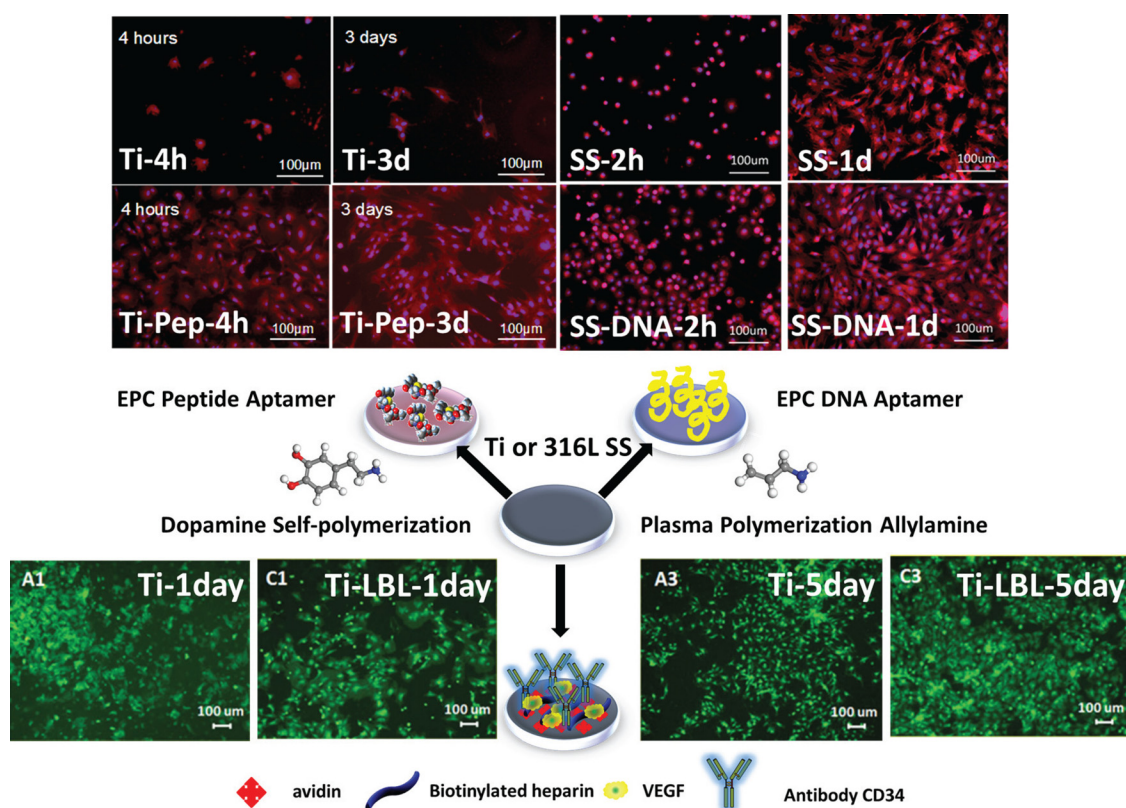 4 hours
Ti-4h
100μm
3 days
Ti-3d
100μm
SS-2h
100um
SS-1d
100um
4 hours
Ti-Pep-4h
100μm
3 days
Ti-Pep-3d
100μm
SS-DNA-2h
100um
SS-DNA-1d
100um
EPC Peptide Aptamer
EPC DNA Aptamer
Ti or 316L SS
Dopamine Self-polymerization
Plasma Polymerization Allylamine
A1
Ti-1day
100 um
C1
Ti-LBL-1day
100 um
A3
Ti-5day
100 um
C3
Ti-LBL-5day
100 um
avidin
Biotinylated heparin
VEGF
Antibody CD34